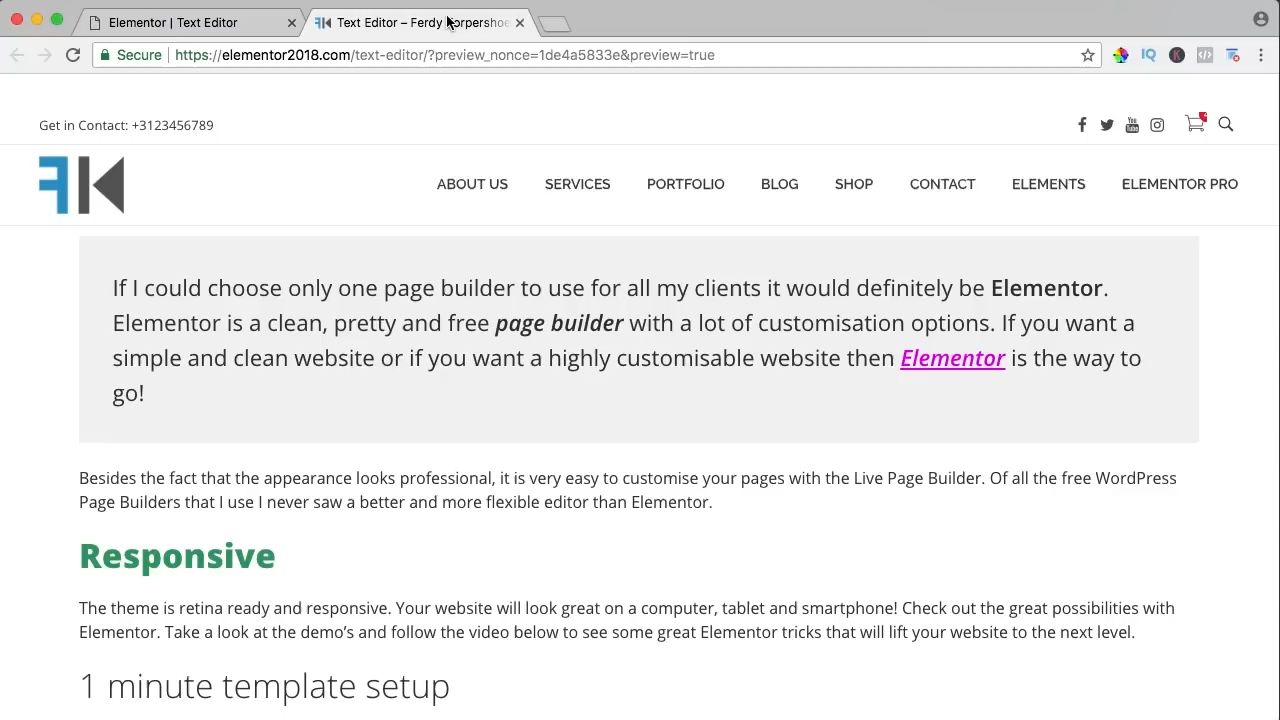 Elementor | Text Editor
Text Editor – Ferdy Korpershoe
Secure
https://elementor2018.com/text-editor/?preview_nonce=1de4a5833e&preview=true
Get in Contact: +3123456789
ABOUT US
SERVICES
PORTFOLIO
BLOG
SHOP
CONTACT
ELEMENTS
ELEMENTOR PRO
If I could choose only one page builder to use for all my clients it would definitely be Elementor.
Elementor is a clean, pretty and free page builder with a lot of customisation options. If you want a
simple and clean website or if you want a highly customisable website then Elementor is the way to
go!
Besides the fact that the appearance looks professional, it is very easy to customise your pages with the Live Page Builder. Of all the free WordPress
Page Builders that I use I never saw a better and more flexible editor than Elementor.
Responsive
The theme is retina ready and responsive. Your website will look great on a computer, tablet and smartphone! Check out the great possibilities with
Elementor. Take a look at the demo’s and follow the video below to see some great Elementor tricks that will lift your website to the next level.
1 minute template setup